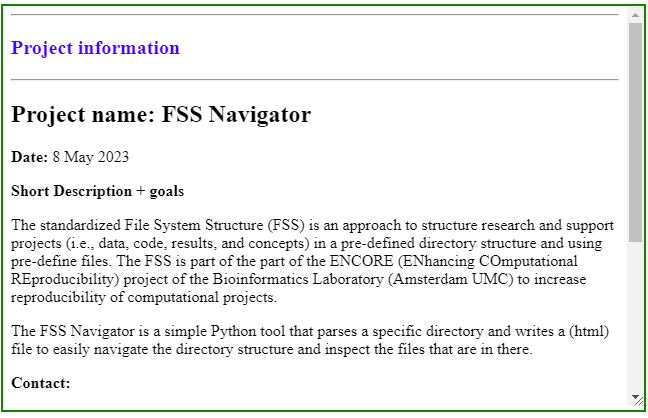 Project information
Project name: FSS Navigator
Date: 8 May 2023
Short Description + goals
The standardized File System Structure (FSS) is an approach to structure research and support
projects (i.e., data, code, results, and concepts) in a pre-defined directory structure and using
pre-define files. The FSS is part of the part of the ENCORE (ENhancing COmputational
REproducibility) project of the Bioinformatics Laboratory (Amsterdam UMC) to increase
reproducibility of computational projects.
The FSS Navigator is a simple Python tool that parses a specific directory and writes a (html)
file to easily navigate the directory structure and inspect the files that are in there.
Contact: